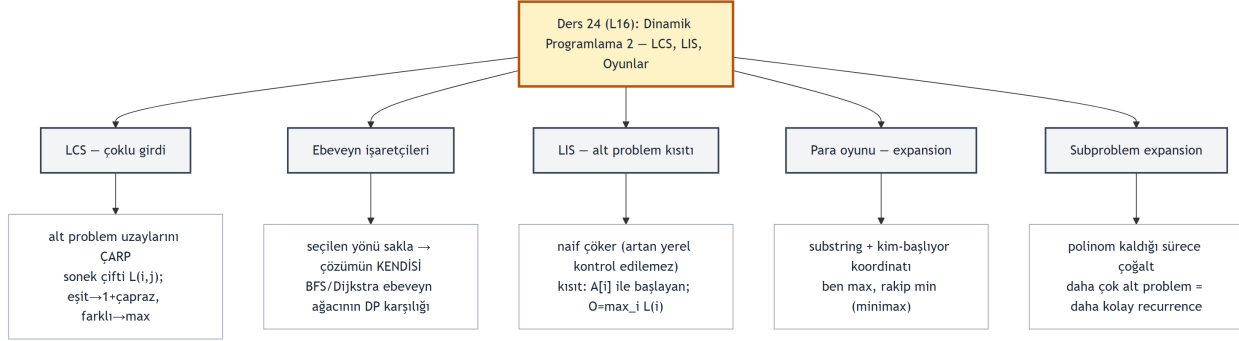 Ders 24 (L16): Dinamik
Programlama 2 — LCS, LIS,
Oyunlar
LCS — çoklu girdi
Ebeveyn işaretçileri
LIS — alt problem kısıtı
Para oyunu — expansion
Subproblem expansion
alt problem uzaylarını
ÇARP
sonek çifti L(i,j);
eşit→1+çapraz,
farklı→max
seçilen yönü sakla →
çözümün KENDİSİ
BFS/Dijkstra ebeveyn
ağacının DP karşılığı
naif çöker (artan yerel
kontrol edilemez)
kısıt: A[i] ile başlayan;
O=max_i L(i)
substring + kim-başlıyor
koordinatı
ben max, rakip min
(minimax)
polinom kaldığı sürece
çoğalt
daha çok alt problem =
daha kolay recurrence